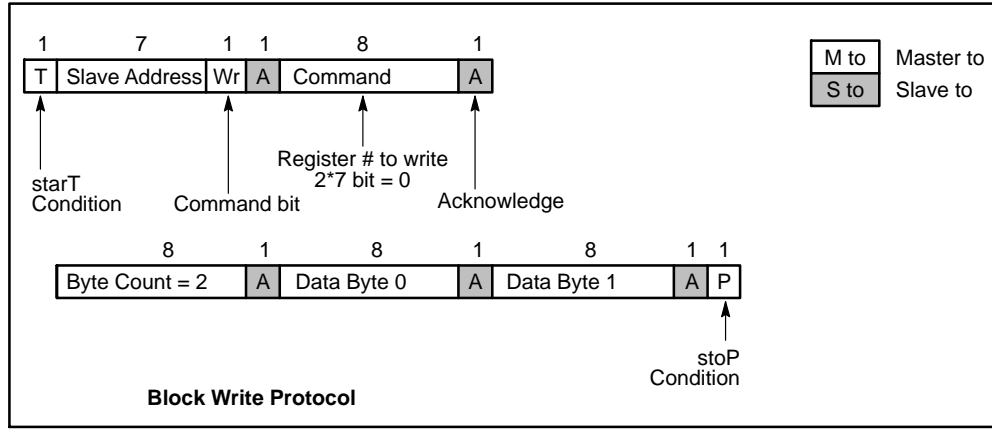 1 7 1 1 8 1
T Slave Address Wr A Command A
M to Master to
S to Slave to
Register # to write
2*7 bit = 0
starT
Condition
Command bit
Acknowledge
8 1 8 1 8 1 1
Byte Count = 2 A Data Byte 0 A Data Byte 1 A P
stoP
Condition
Block Write Protocol